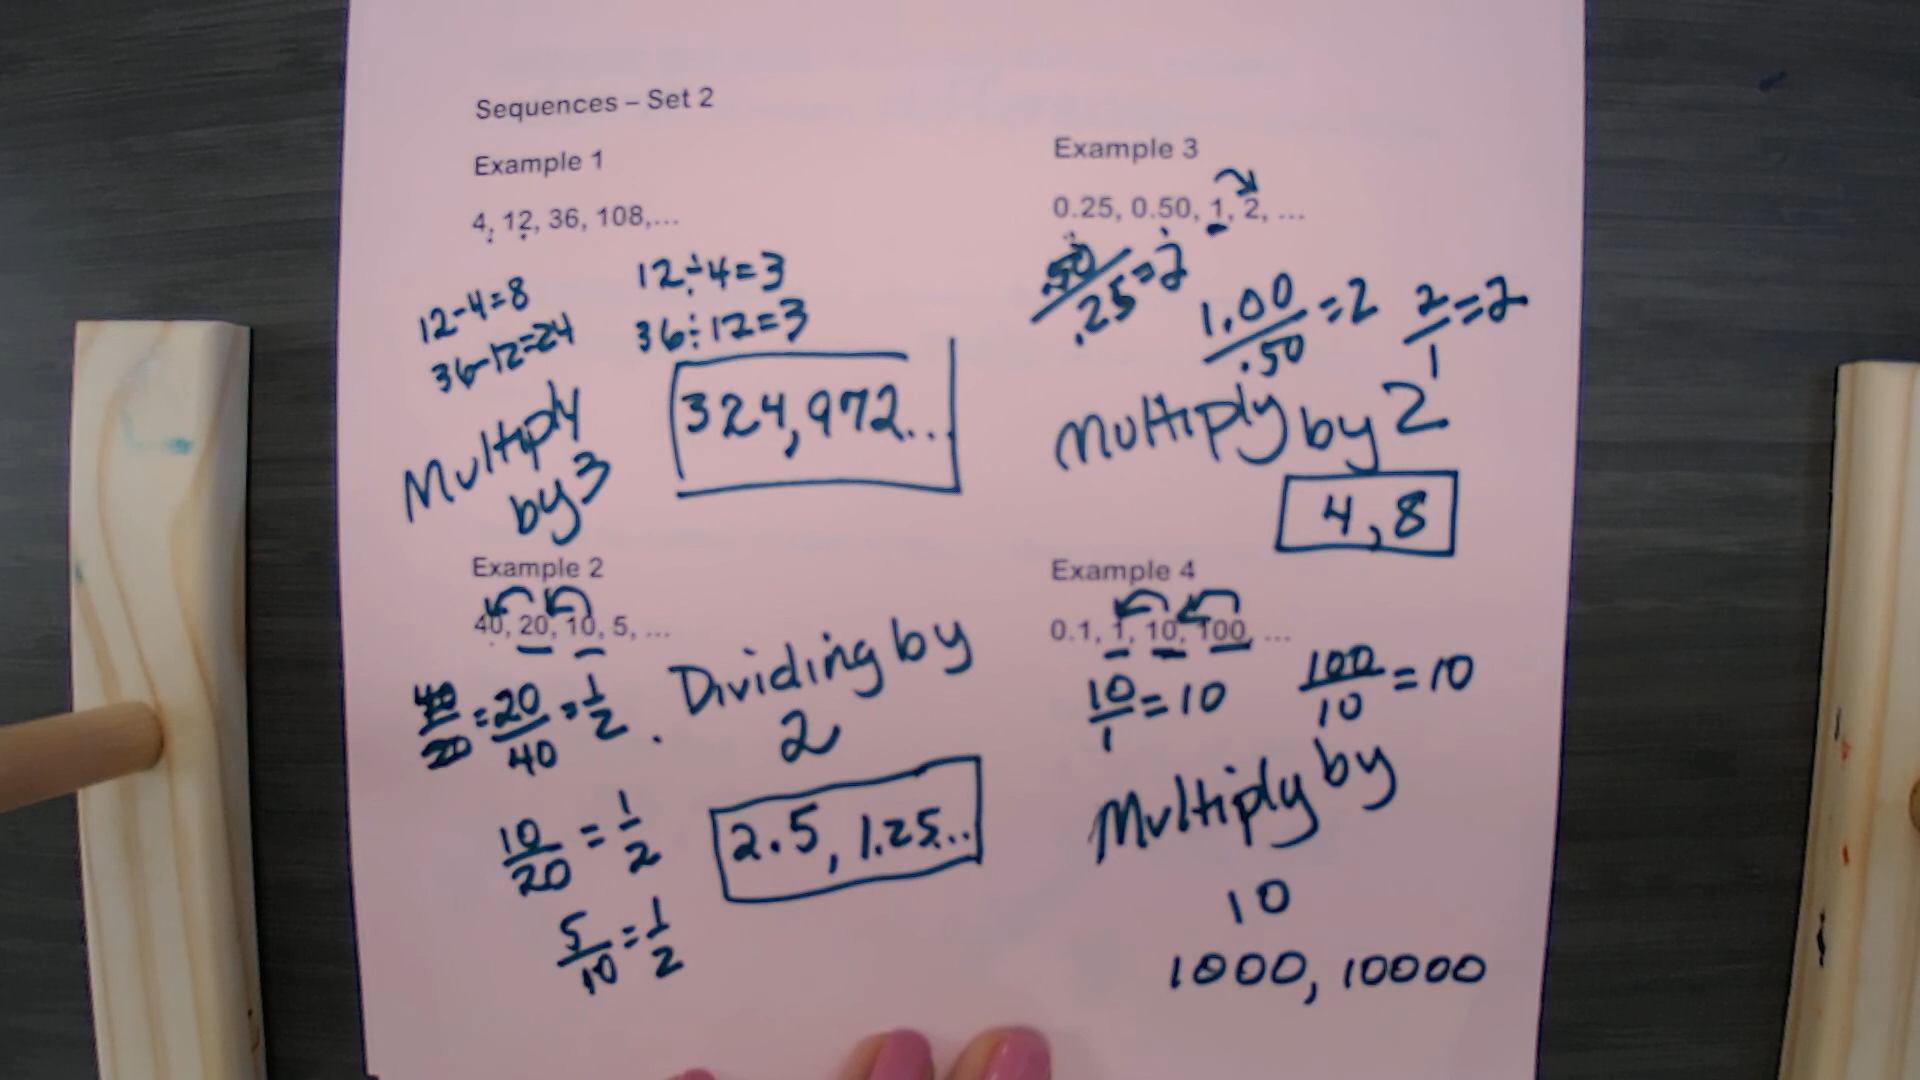 Sequences – Set 2
Example 1
4, 12, 36, 108,...
12-4=8
36-12=24
12÷4=3
36÷12=3
Multiply
by 3
324, 972...
Example 2
40, 20, 10, 5, ...
40/20 = 20/40 = 1/2
10/20 = 1/2
5/10 = 1/2
Dividing by
2
2.5, 1.25...
Example 3
0.25, 0.50, 1, 2, ...
.50/.25 = 2
1.00/.50 = 2
2/1 = 2
Multiply by 2
4, 8
Example 4
0.1, 1, 10, 100, ...
10/1 = 10
100/10 = 10
Multiply by
10
1000, 10000